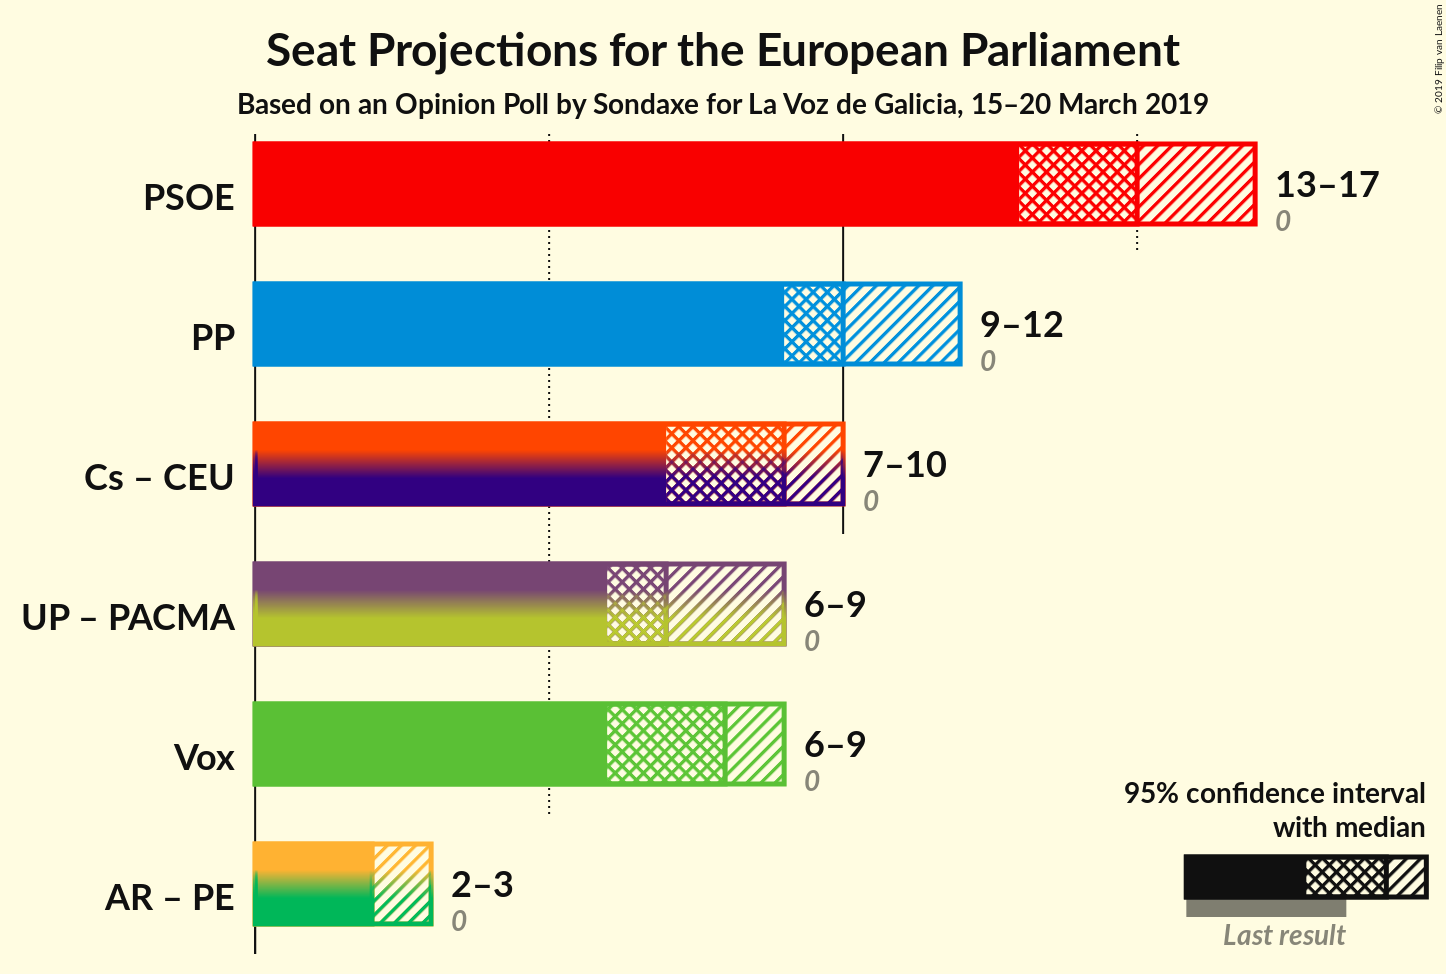 Seat Projections for the European Parliament
Based on an Opinion Poll by Sondaxe for La Voz de Galicia, 15–20 March 2019
© 2019 Filip van Laenen
PSOE
13–17
0
PP
9–12
0
Cs – CEU
7–10
0
UP – PACMA
6–9
0
Vox
6–9
0
AR – PE
2–3
0
95% confidence interval
with median
Last result